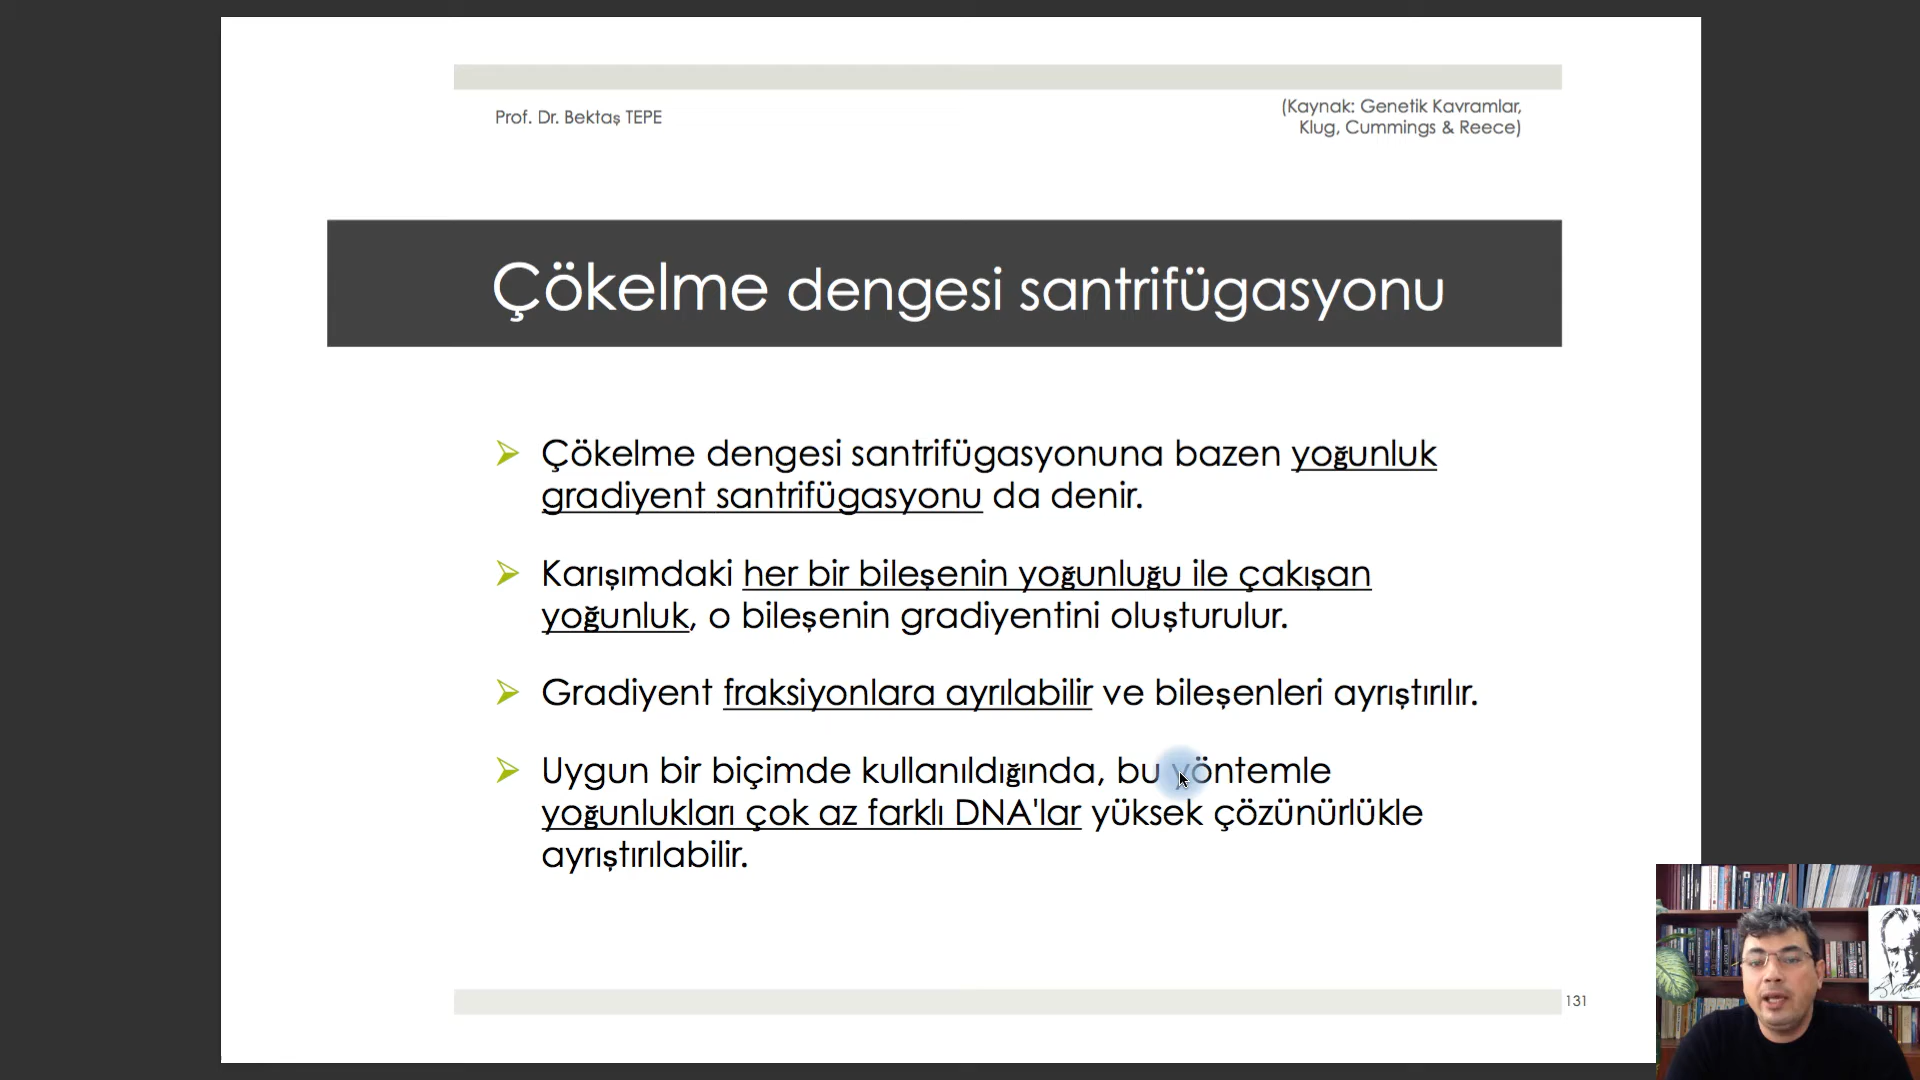 Prof. Dr. Bektaş TEPE
(Kaynak: Genetik Kavramlar,
Klug, Cummings & Reece)
Çökelme dengesi santrifügasyonu
Çökelme dengesi santrifügasyonuna bazen yoğunluk
gradiyent santrifügasyonu da denir.
Karışımdaki her bir bileşenin yoğunluğu ile çakışan
yoğunluk, o bileşenin gradiyentini oluşturulur.
Gradiyent fraksiyonlara ayrılabilir ve bileşenleri ayrıştırılır.
Uygun bir biçimde kullanıldığında, bu yöntemle
yoğunlukları çok az farklı DNA'lar yüksek çözünürlükle
ayrıştırılabilir.
131